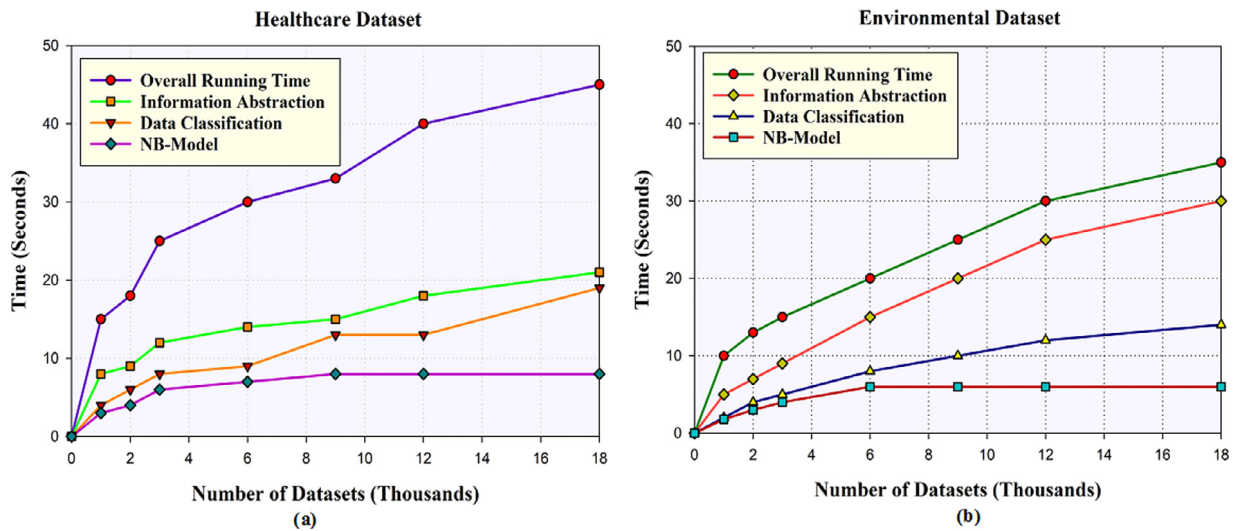 Healthcare Dataset
50
40
30
20
10
0
Time (Seconds)
Overall Running Time
Information Abstraction
Data Classification
NB-Model
0 2 4 6 8 10 12 14 16 18
Number of Datasets (Thousands)
(a)
Environmental Dataset
50
40
30
20
10
0
Time (Seconds)
Overall Running Time
Information Abstraction
Data Classification
NB-Model
0 2 4 6 8 10 12 14 16 18
Number of Datasets (Thousands)
(b)